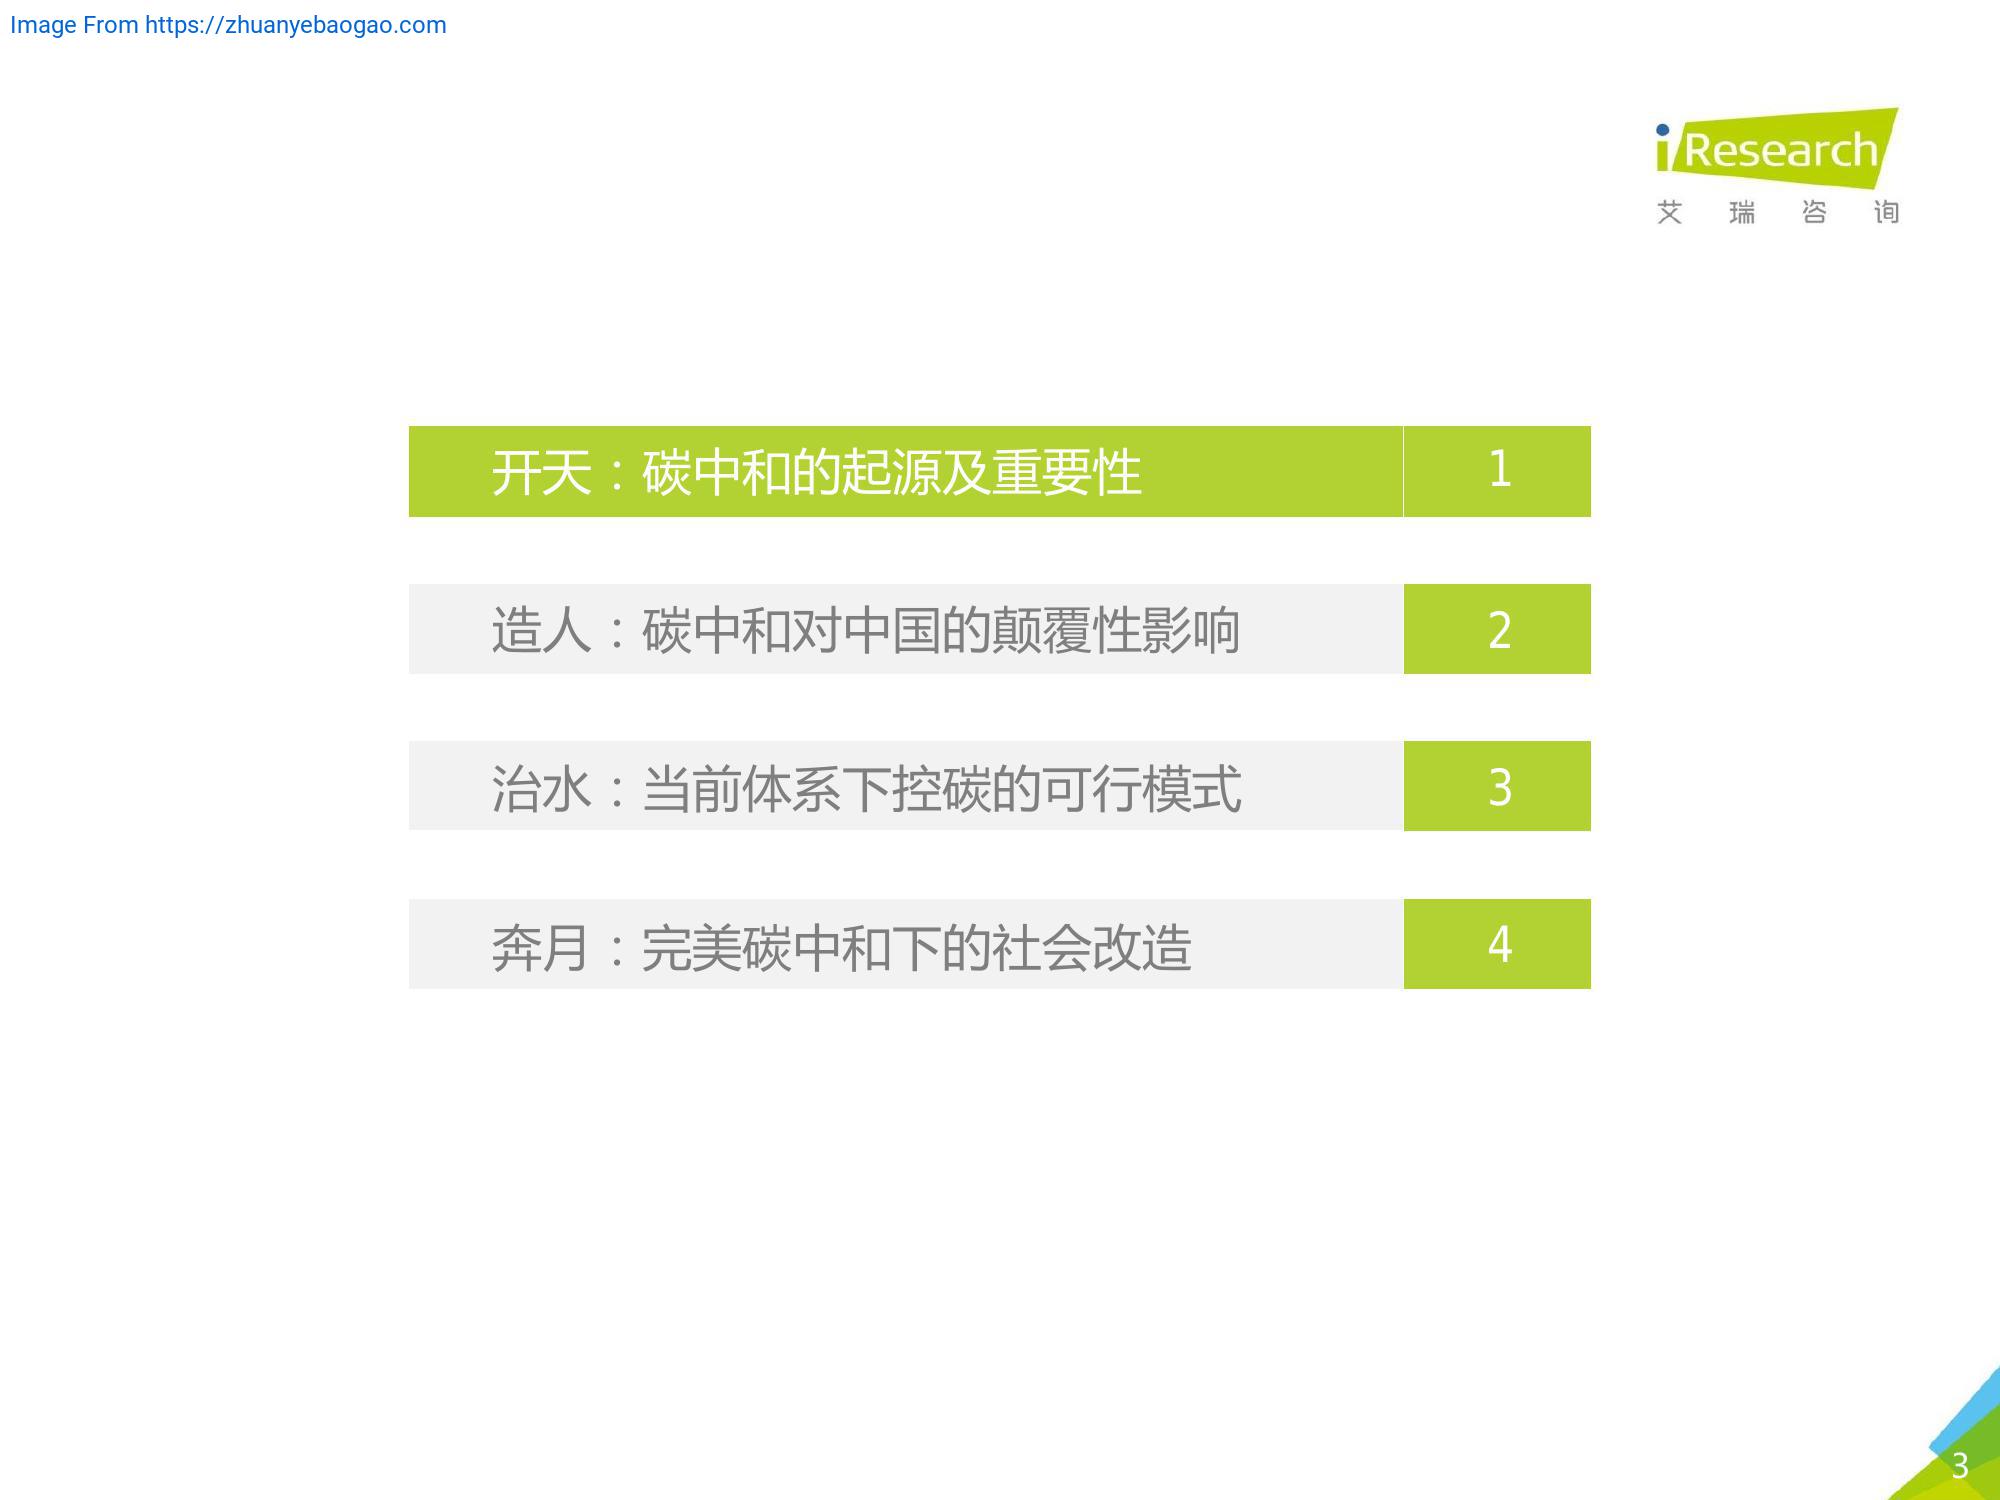 Image From https://zhuanyebaogao.com
iResearch
艾瑞咨询
开天：碳中和的起源及重要性 1
造人：碳中和对中国的颠覆性影响 2
治水：当前体系下控碳的可行模式 3
奔月：完美碳中和下的社会改造 4
3